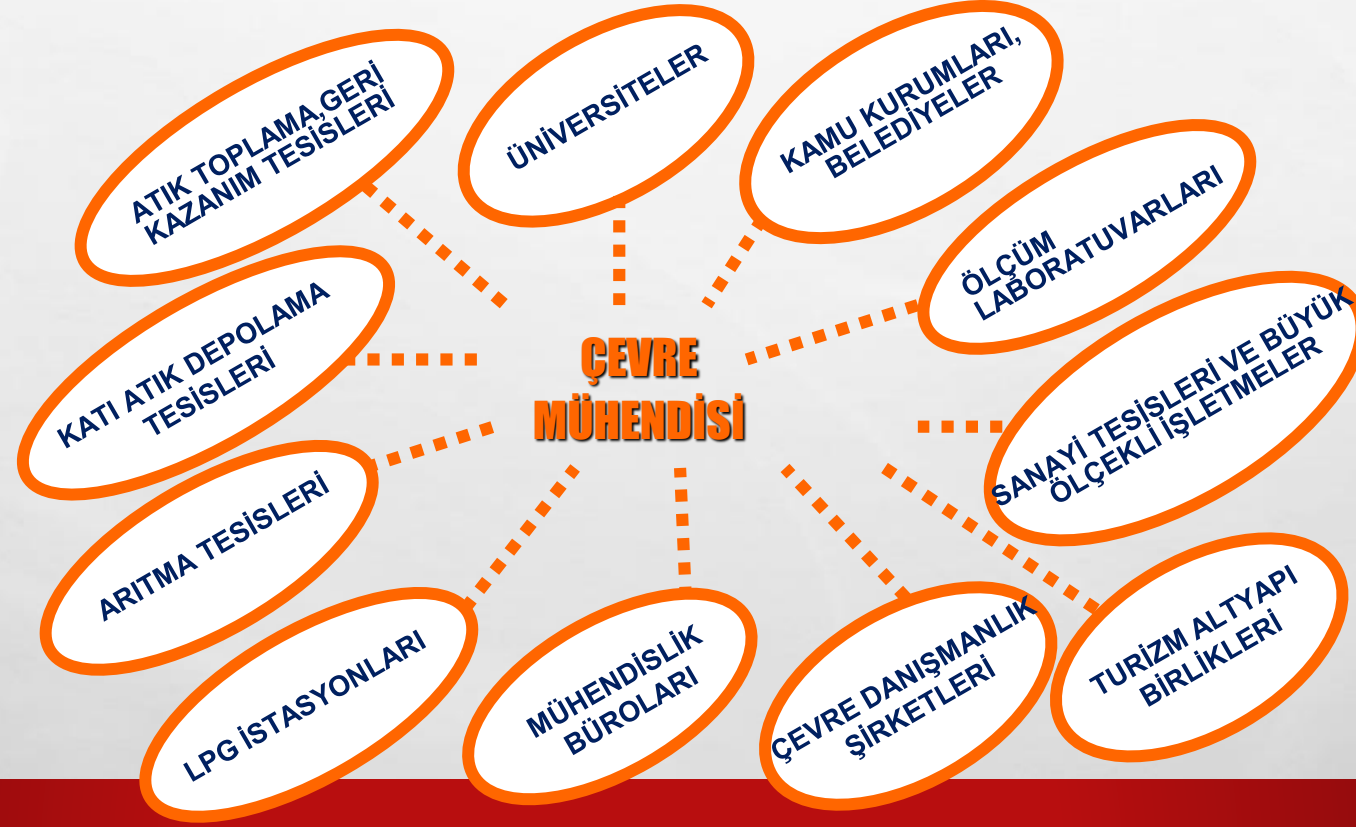 ATIK TOPLAMA, GERİ
KAZANIM TESİSLERİ
ÜNİVERSİTELER
KAMU KURUMLARI,
BELEDİYELER
ÖLÇÜM
LABORATUVARLARI
KATI ATIK DEPOLAMA
TESİSLERİ
ÇEVRE
MÜHENDİSİ
SANAYİ TESİSLERİ VE BÜYÜK
ÖLÇEKLİ İŞLETMELER
ARITMA TESİSLERİ
LPG İSTASYONLARI
MÜHENDİSLİK
BÜROLARI
ÇEVRE DANIŞMANLIK
ŞİRKETLERİ
TURİZM ALTYAPI
BİRLİKLERİ